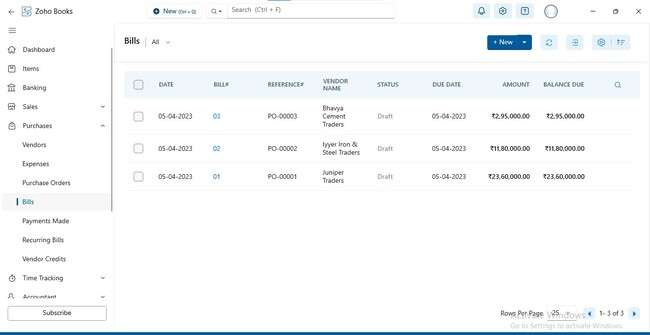 Zoho Books
+ New (Ctrl + Q)
Search (Ctrl + F)
Dashboard
Items
Banking
Sales
Purchases
Vendors
Expenses
Purchase Orders
Bills
Payments Made
Recurring Bills
Vendor Credits
Time Tracking
Accountant
Subscribe
Bills All
+ New
DATE BILL# REFERENCE# VENDOR NAME STATUS DUE DATE AMOUNT BALANCE DUE
05-04-2023 03 PO-00003 Bhavya Cement Traders Draft 05-04-2023 ₹2,95,000.00 ₹2,95,000.00
05-04-2023 02 PO-00002 Iyyer Iron & Steel Traders Draft 05-04-2023 ₹11,80,000.00 ₹11,80,000.00
05-04-2023 01 PO-00001 Juniper Traders Draft 05-04-2023 ₹23,60,000.00 ₹23,60,000.00
Rows Per Page 25 1- 3 of 3
Activate Windows
Go to Settings to activate Windows.